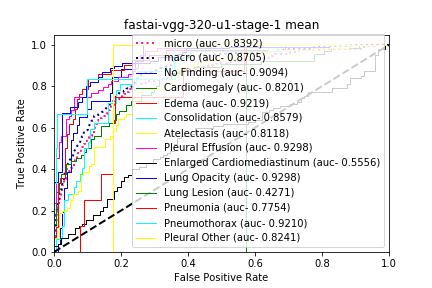 fastai-vgg-320-u1-stage-1 mean
1.0
0.8
0.6
0.4
0.2
0.0
True Positive Rate
micro (auc- 0.8392)
macro (auc- 0.8705)
No Finding (auc- 0.9094)
Cardiomegaly (auc- 0.8201)
Edema (auc- 0.9219)
Consolidation (auc- 0.8579)
Atelectasis (auc- 0.8118)
Pleural Effusion (auc- 0.9298)
Enlarged Cardiomediastinum (auc- 0.5556)
Lung Opacity (auc- 0.9298)
Lung Lesion (auc- 0.4271)
Pneumonia (auc- 0.7754)
Pneumothorax (auc- 0.9210)
Pleural Other (auc- 0.8241)
0.0 0.2 0.4 0.6 0.8 1.0
False Positive Rate